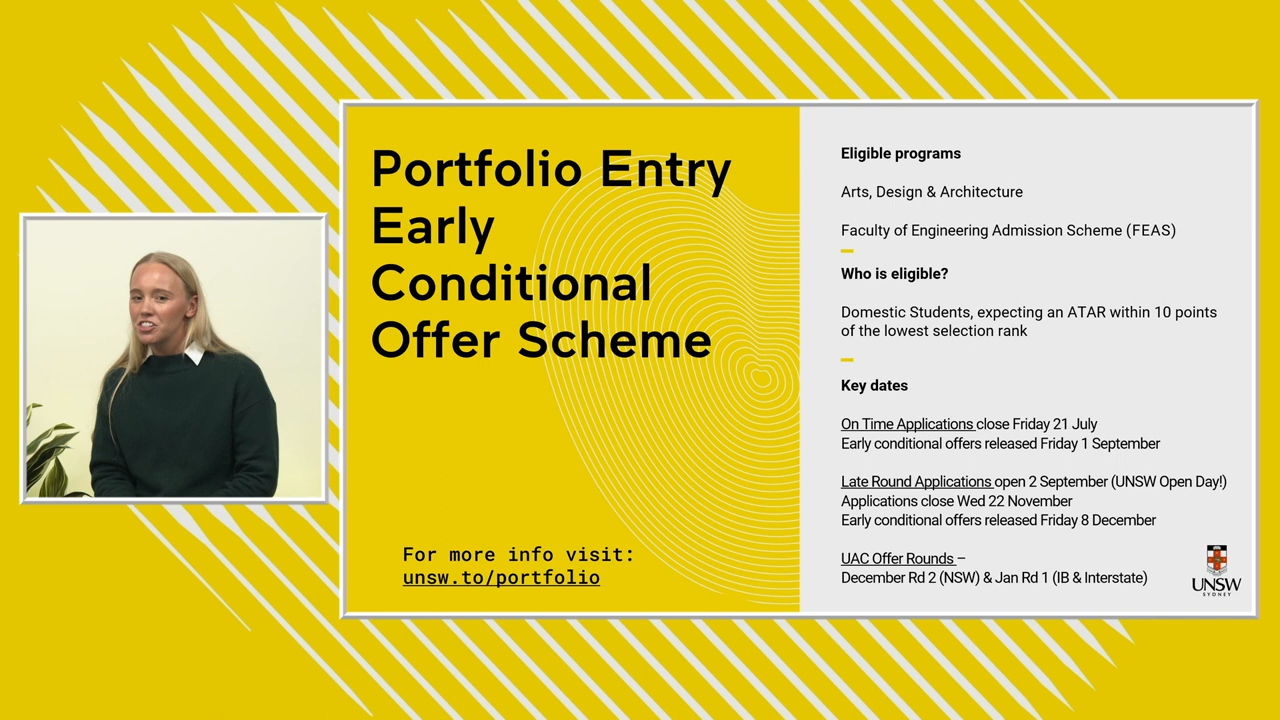 Portfolio Entry
Early
Conditional
Offer Scheme
For more info visit:
unsw.to/portfolio
Eligible programs
Arts, Design & Architecture
Faculty of Engineering Admission Scheme (FEAS)
Who is eligible?
Domestic Students, expecting an ATAR within 10 points
of the lowest selection rank
Key dates
On Time Applications close Friday 21 July
Early conditional offers released Friday 1 September
Late Round Applications open 2 September (UNSW Open Day!)
Applications close Wed 22 November
Early conditional offers released Friday 8 December
UAC Offer Rounds –
December Rd 2 (NSW) & Jan Rd 1 (IB & Interstate)
UNSW
SYDNEY